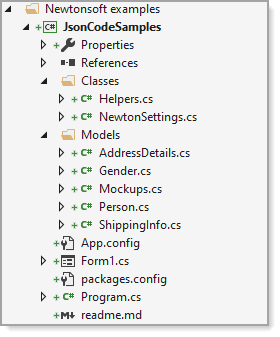 Newtonsoft examples
JsonCodeSamples
Properties
References
Classes
Helpers.cs
NewtonSettings.cs
Models
AddressDetails.cs
Gender.cs
Mockups.cs
Person.cs
ShippingInfo.cs
App.config
Form1.cs
packages.config
Program.cs
readme.md